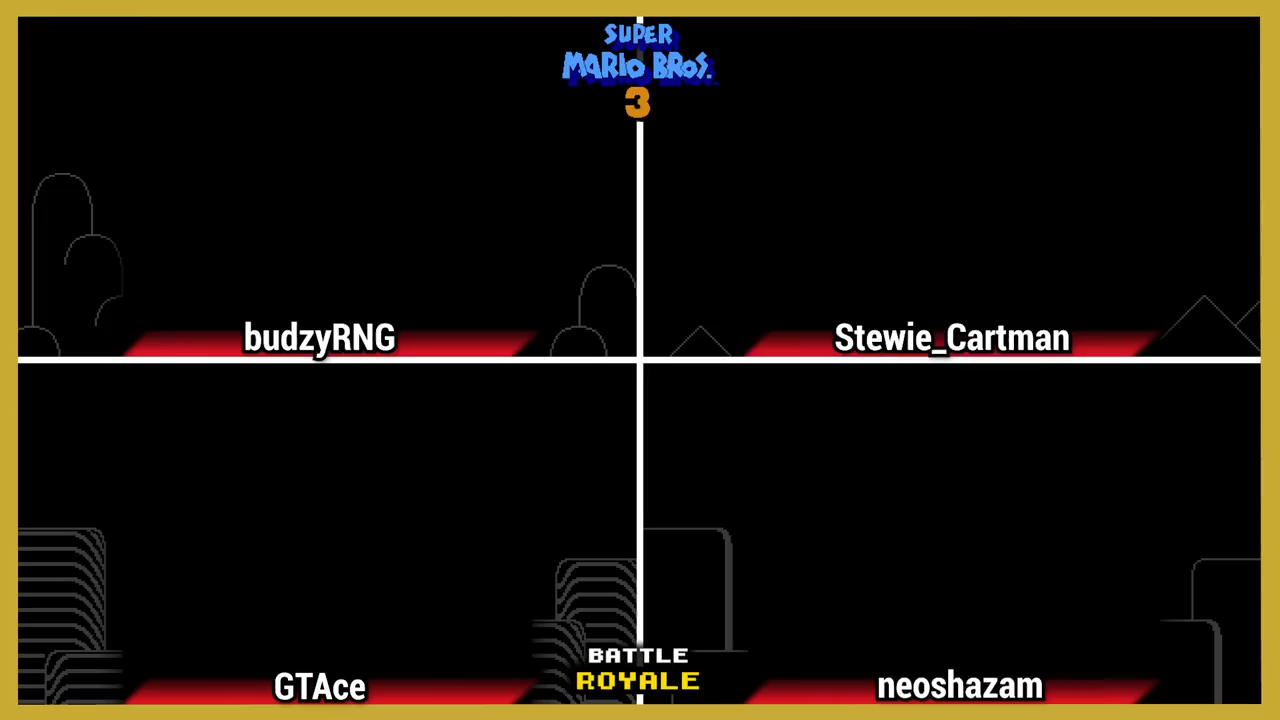 SUPER
MARIO BROS.
3
budzyRNG
Stewie_Cartman
GTAce
neoshazam
BATTLE
ROYALE